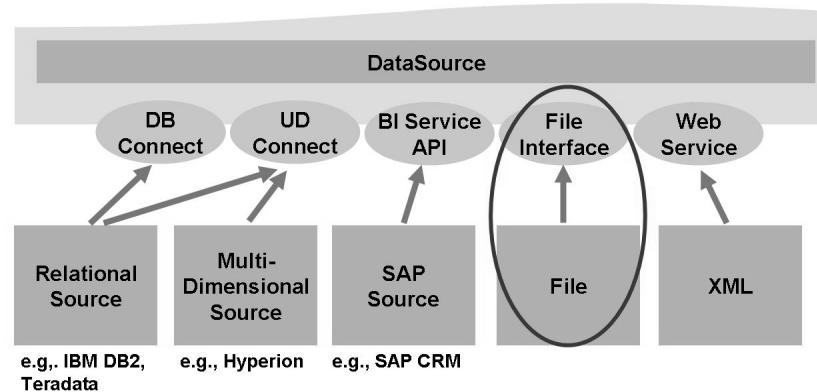 DataSource
DB
Connect
UD
Connect
BI Service
API
File
Interface
Web
Service
Relational
Source
Multi-
Dimensional
Source
SAP
Source
File
XML
e.g,. IBM DB2,
Teradata
e.g., Hyperion
e.g., SAP CRM